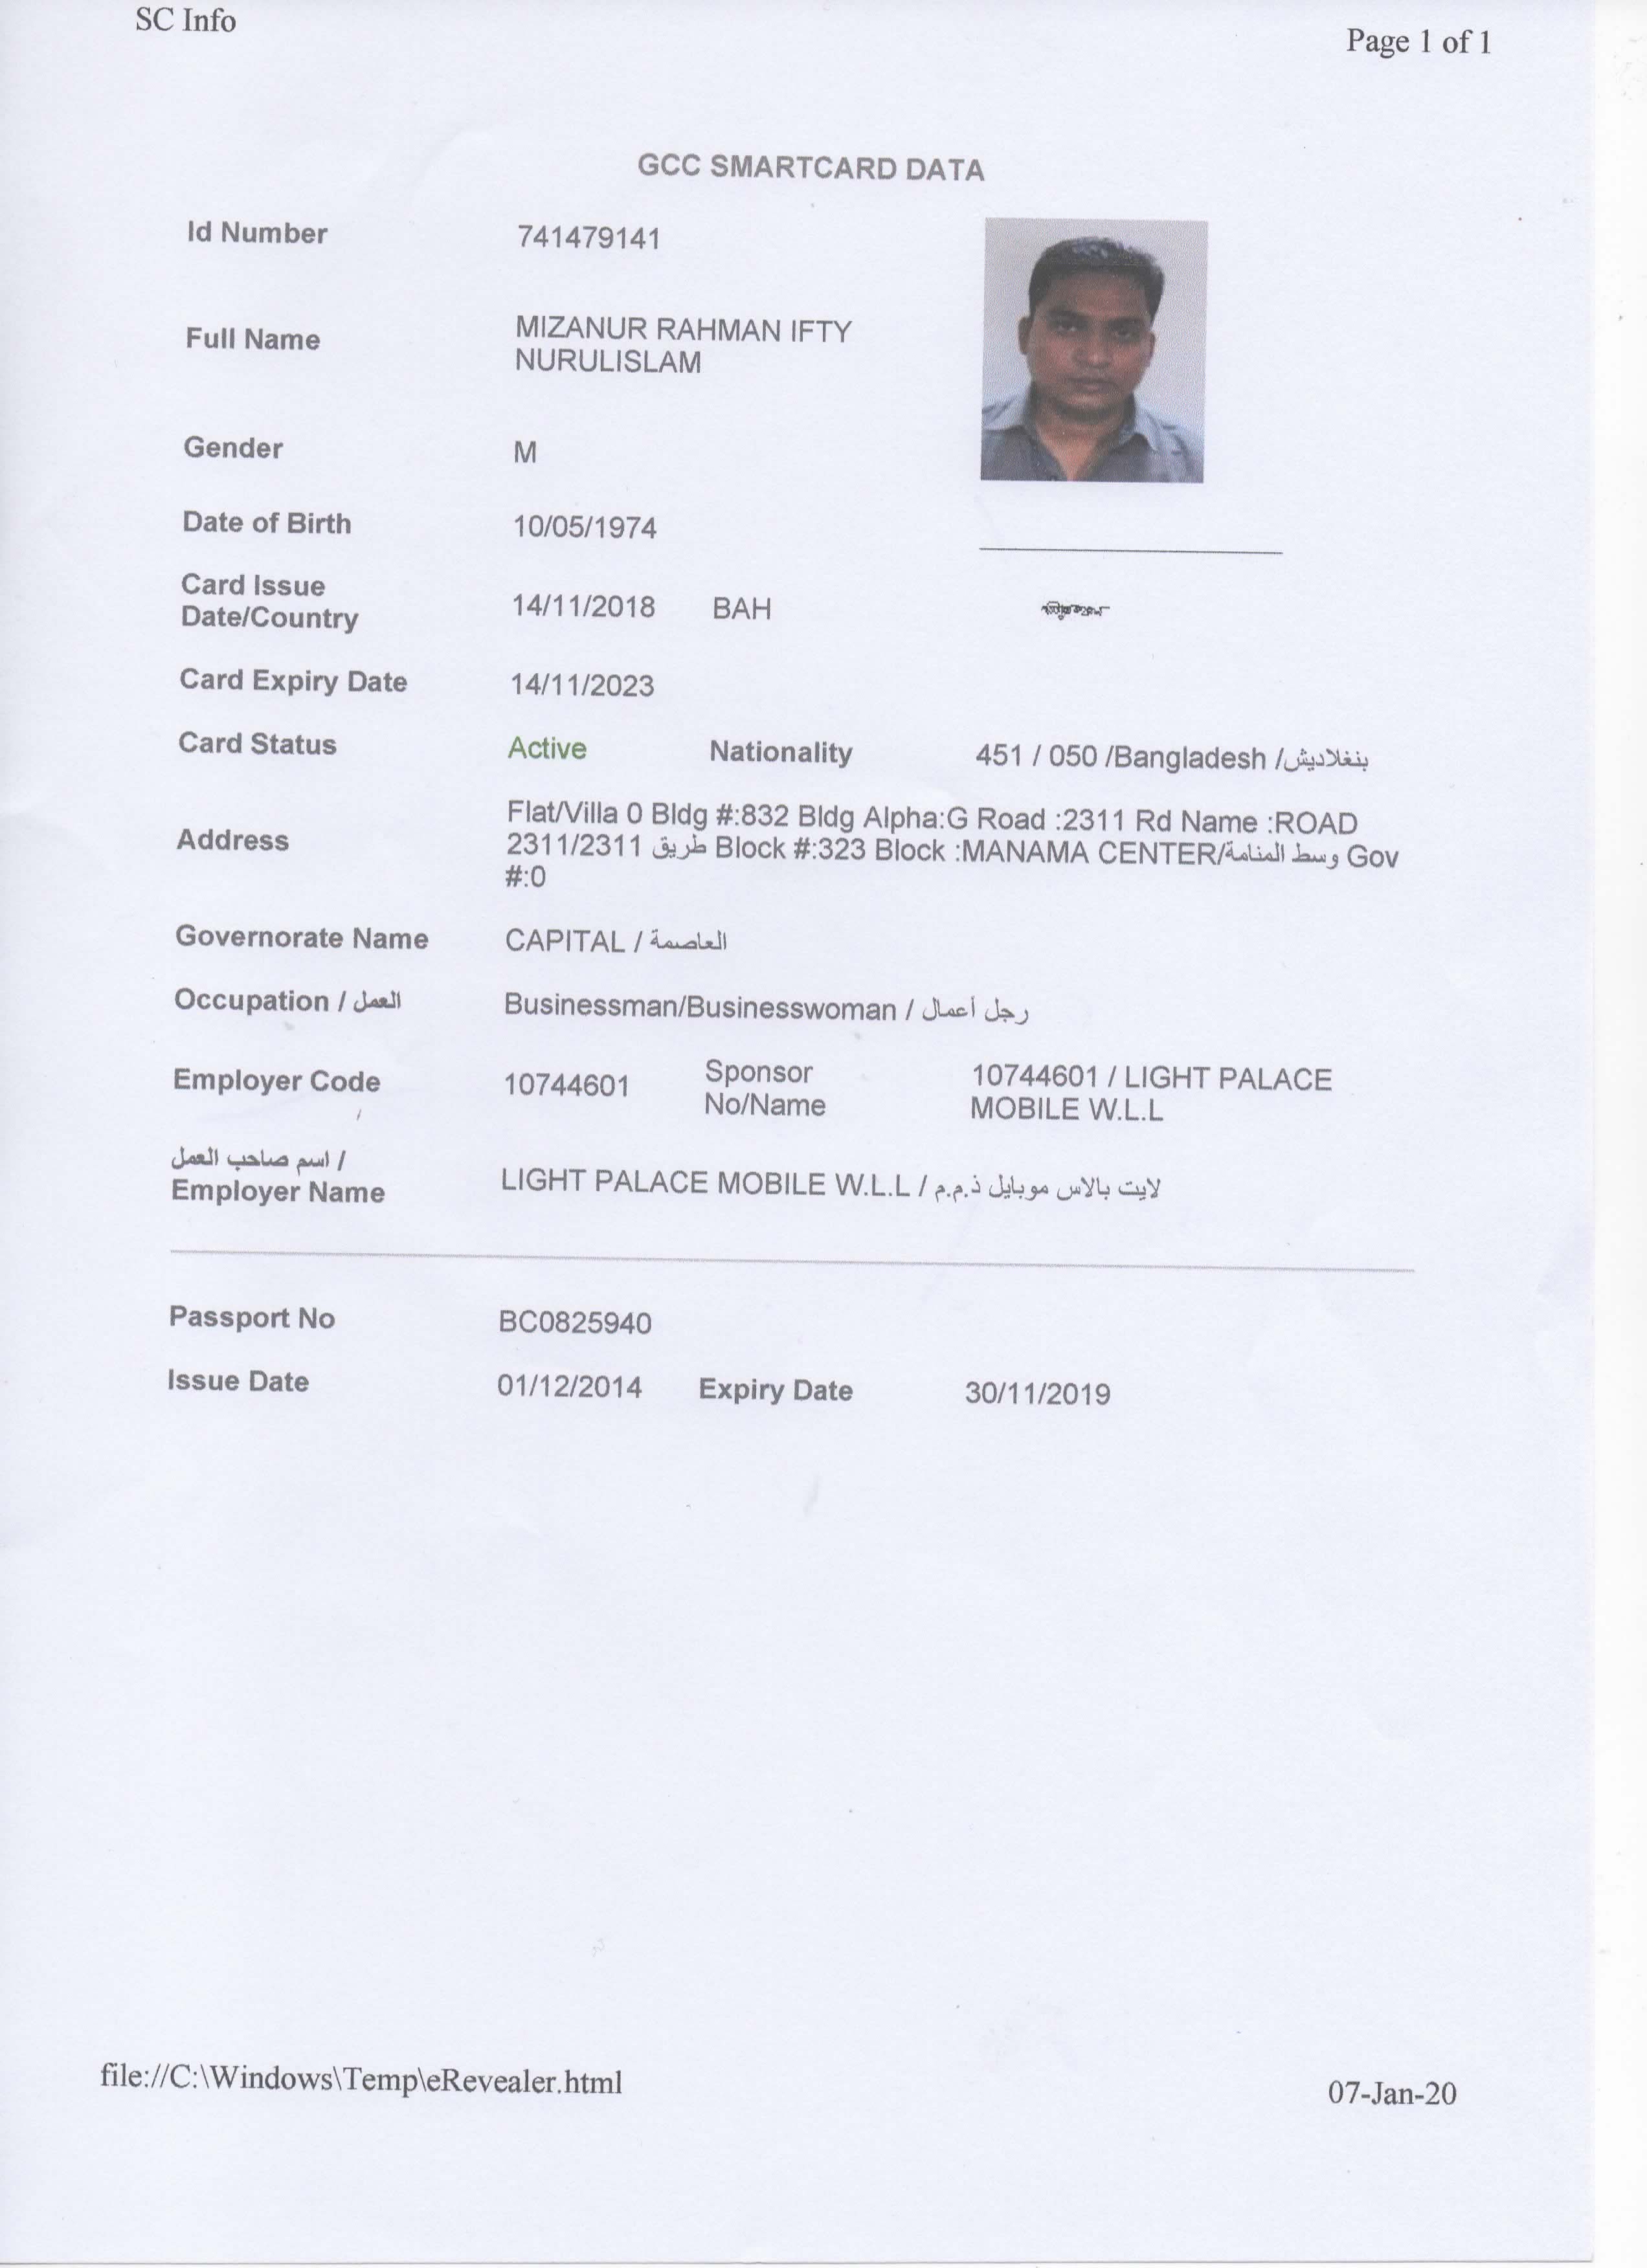 SC Info
Page 1 of 1
GCC SMARTCARD DATA
Id Number 741479141
Full Name MIZANUR RAHMAN IFTY
NURULISLAM
Gender M
Date of Birth 10/05/1974
Card Issue
Date/Country 14/11/2018 BAH
Card Expiry Date 14/11/2023
Card Status Active Nationality 451 / 050 /Bangladesh /بنغلاديش
Address Flat/Villa 0 Bldg #:832 Bldg Alpha:G Road :2311 Rd Name :ROAD
2311/2311 طريق Block #:323 Block :MANAMA CENTER/وسط المنامة Gov
#:0
Governorate Name CAPITAL / العاصمة
Occupation / العمل Businessman/Businesswoman / رجل أعمال
Employer Code 10744601 Sponsor
No/Name 10744601 / LIGHT PALACE
MOBILE W.L.L
اسم صاحب العمل /
Employer Name LIGHT PALACE MOBILE W.L.L / لايت بالاس موبايل ذ.م.م
Passport No BC0825940
Issue Date 01/12/2014 Expiry Date 30/11/2019
file://C:\Windows\Temp\eRevealer.html
07-Jan-20